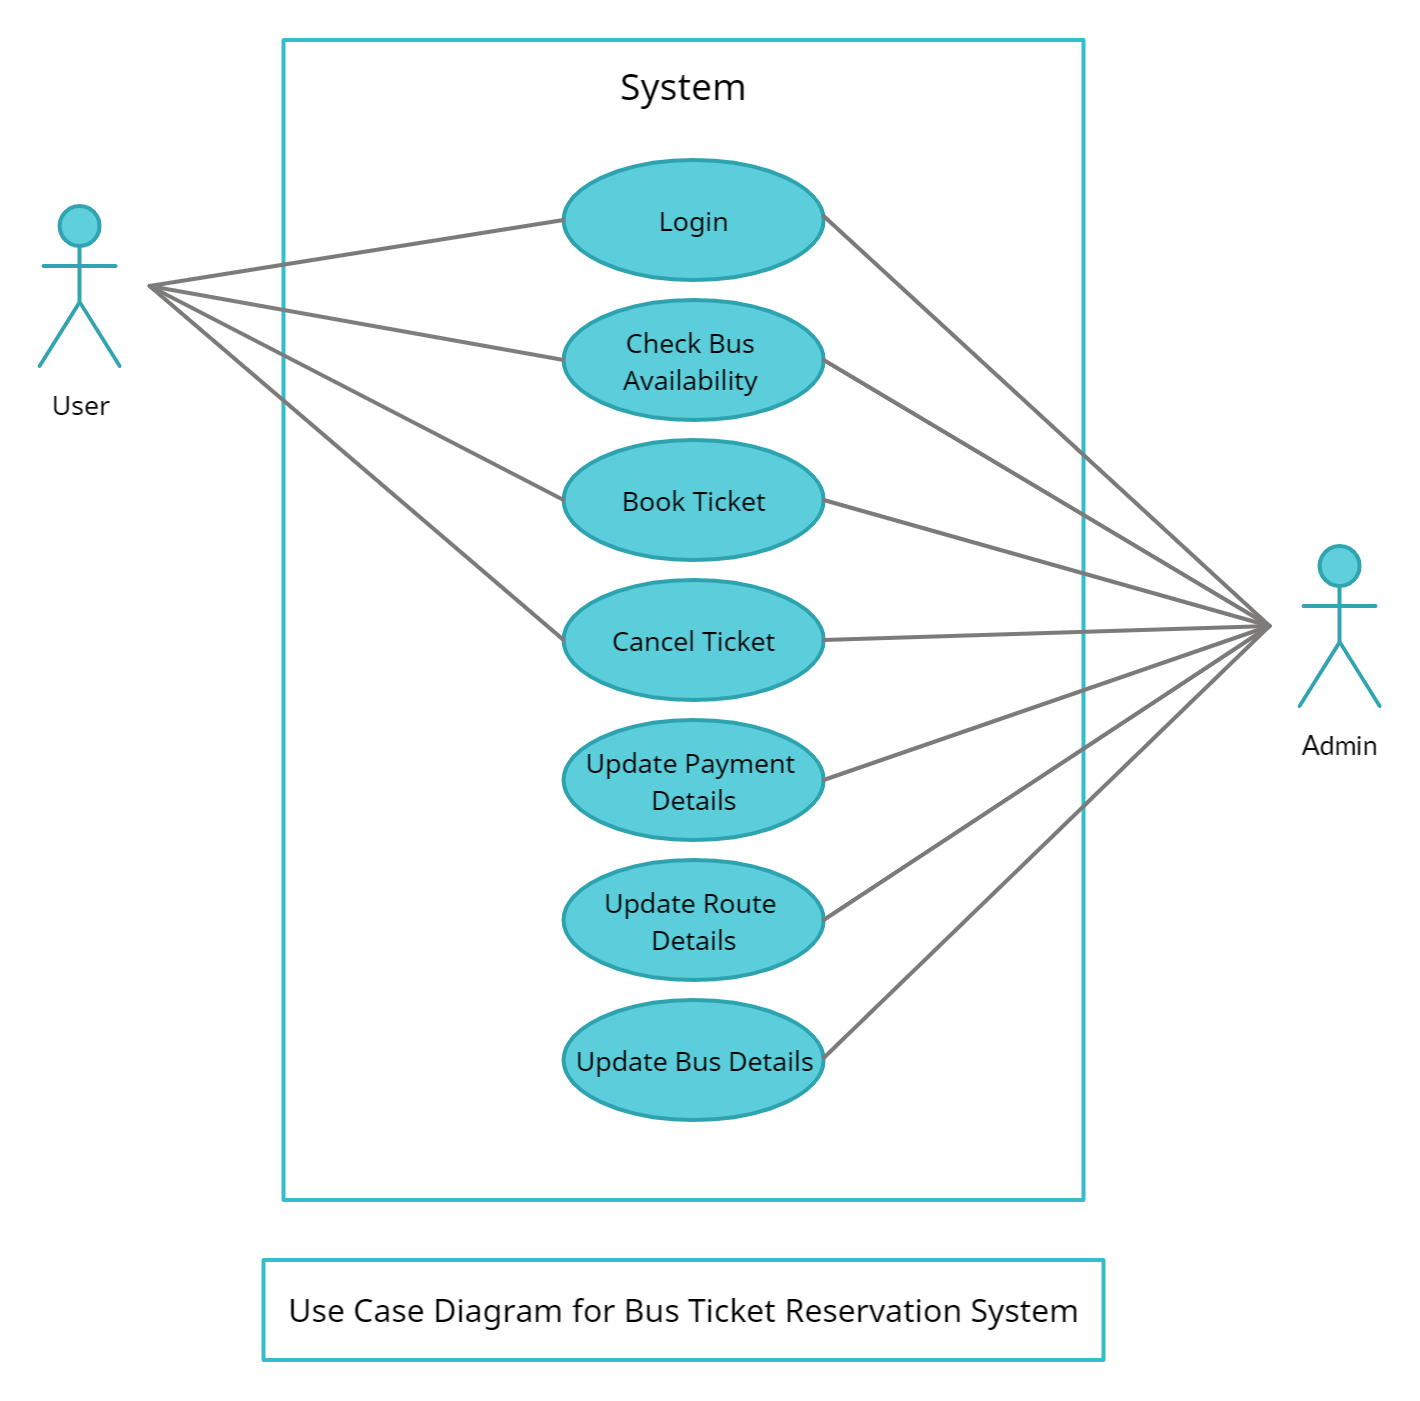 System
Login
User
Check Bus
Availability
Book Ticket
Cancel Ticket
Admin
Update Payment
Details
Update Route
Details
Update Bus Details
Use Case Diagram for Bus Ticket Reservation System